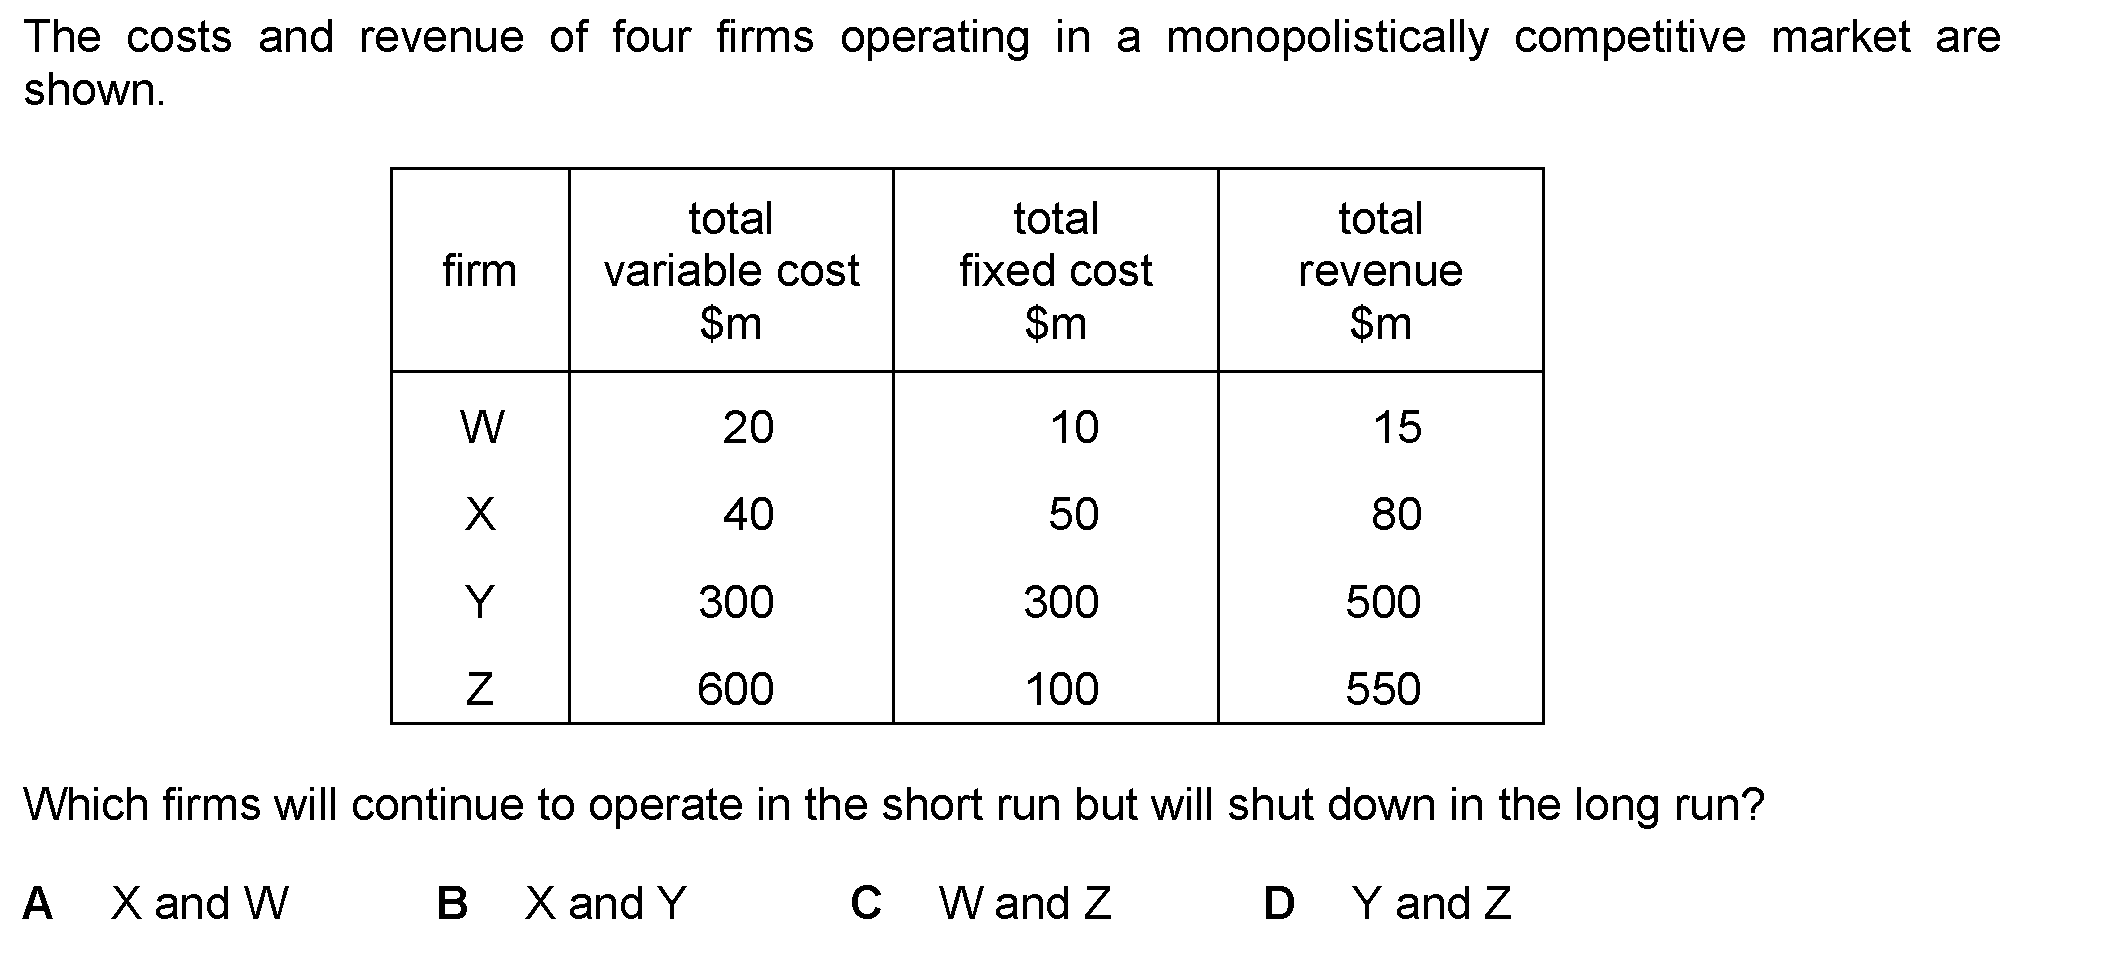 The costs and revenue of four firms operating in a monopolistically competitive market are
shown.
firm total variable cost $m total fixed cost $m total revenue $m
W 20 10 15
X 40 50 80
Y 300 300 500
Z 600 100 550
Which firms will continue to operate in the short run but will shut down in the long run?
A X and W B X and Y C W and Z D Y and Z